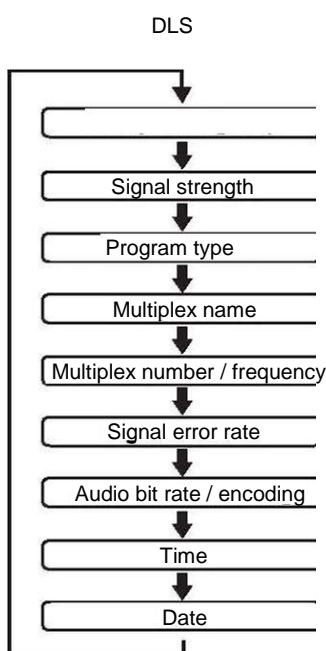 DLS
Signal strength
Program type
Multiplex name
Multiplex number / frequency
Signal error rate
Audio bit rate / encoding
Time
Date